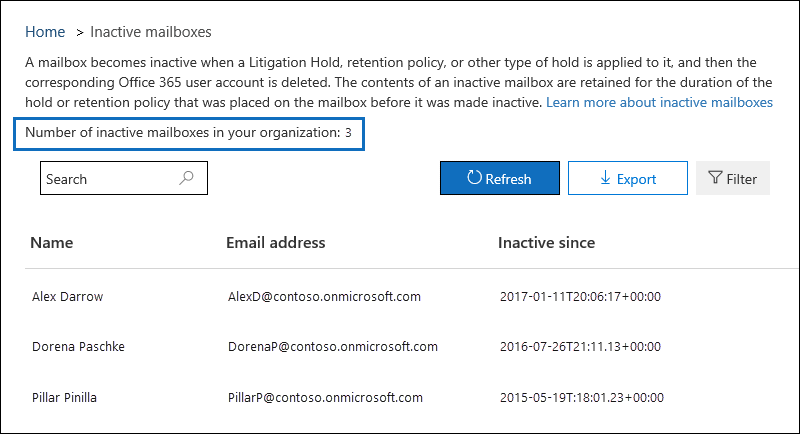 Home > Inactive mailboxes
A mailbox becomes inactive when a Litigation Hold, retention policy, or other type of hold is applied to it, and then the
corresponding Office 365 user account is deleted. The contents of an inactive mailbox are retained for the duration of the
hold or retention policy that was placed on the mailbox before it was made inactive. Learn more about inactive mailboxes
Number of inactive mailboxes in your organization: 3
Search Refresh Export Filter
Name Email address Inactive since
Alex Darrow AlexD@contoso.onmicrosoft.com 2017-01-11T20:06:17+00:00
Dorena Paschke DorenaP@contoso.onmicrosoft.com 2016-07-26T21:11.13+00:00
Pillar Pinilla PillarP@contoso.onmicrosoft.com 2015-05-19T:18:01.23+00:00